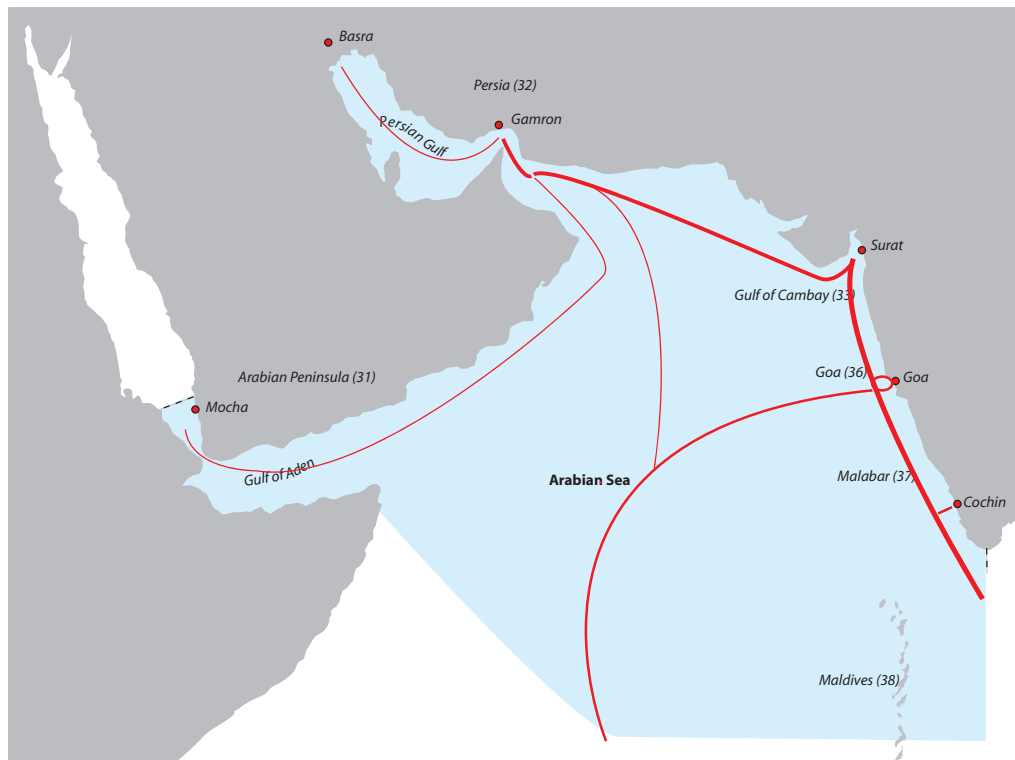 Basra
Persia (32)
Gamron
Persian Gulf
Surat
Gulf of Cambay (33)
Goa (36)
Goa
Arabian Peninsula (31)
Mocha
Gulf of Aden
Arabian Sea
Malabar (37)
Cochin
Maldives (38)